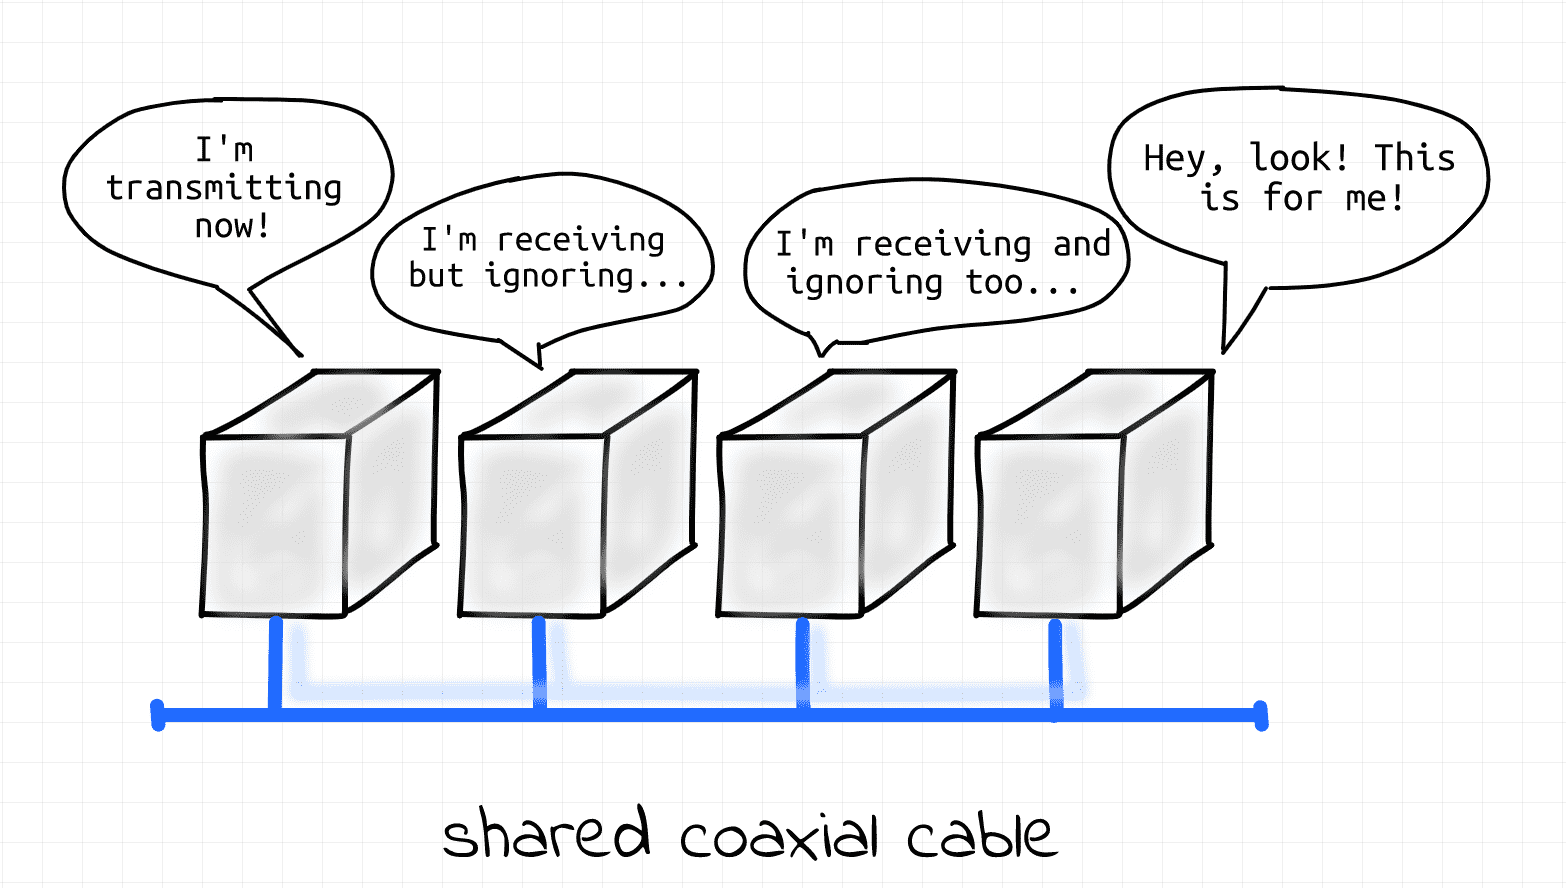 I'm
transmitting
now!
I'm receiving
but ignoring...
I'm receiving and
ignoring too...
Hey, look! This
is for me!
shared coaxial cable